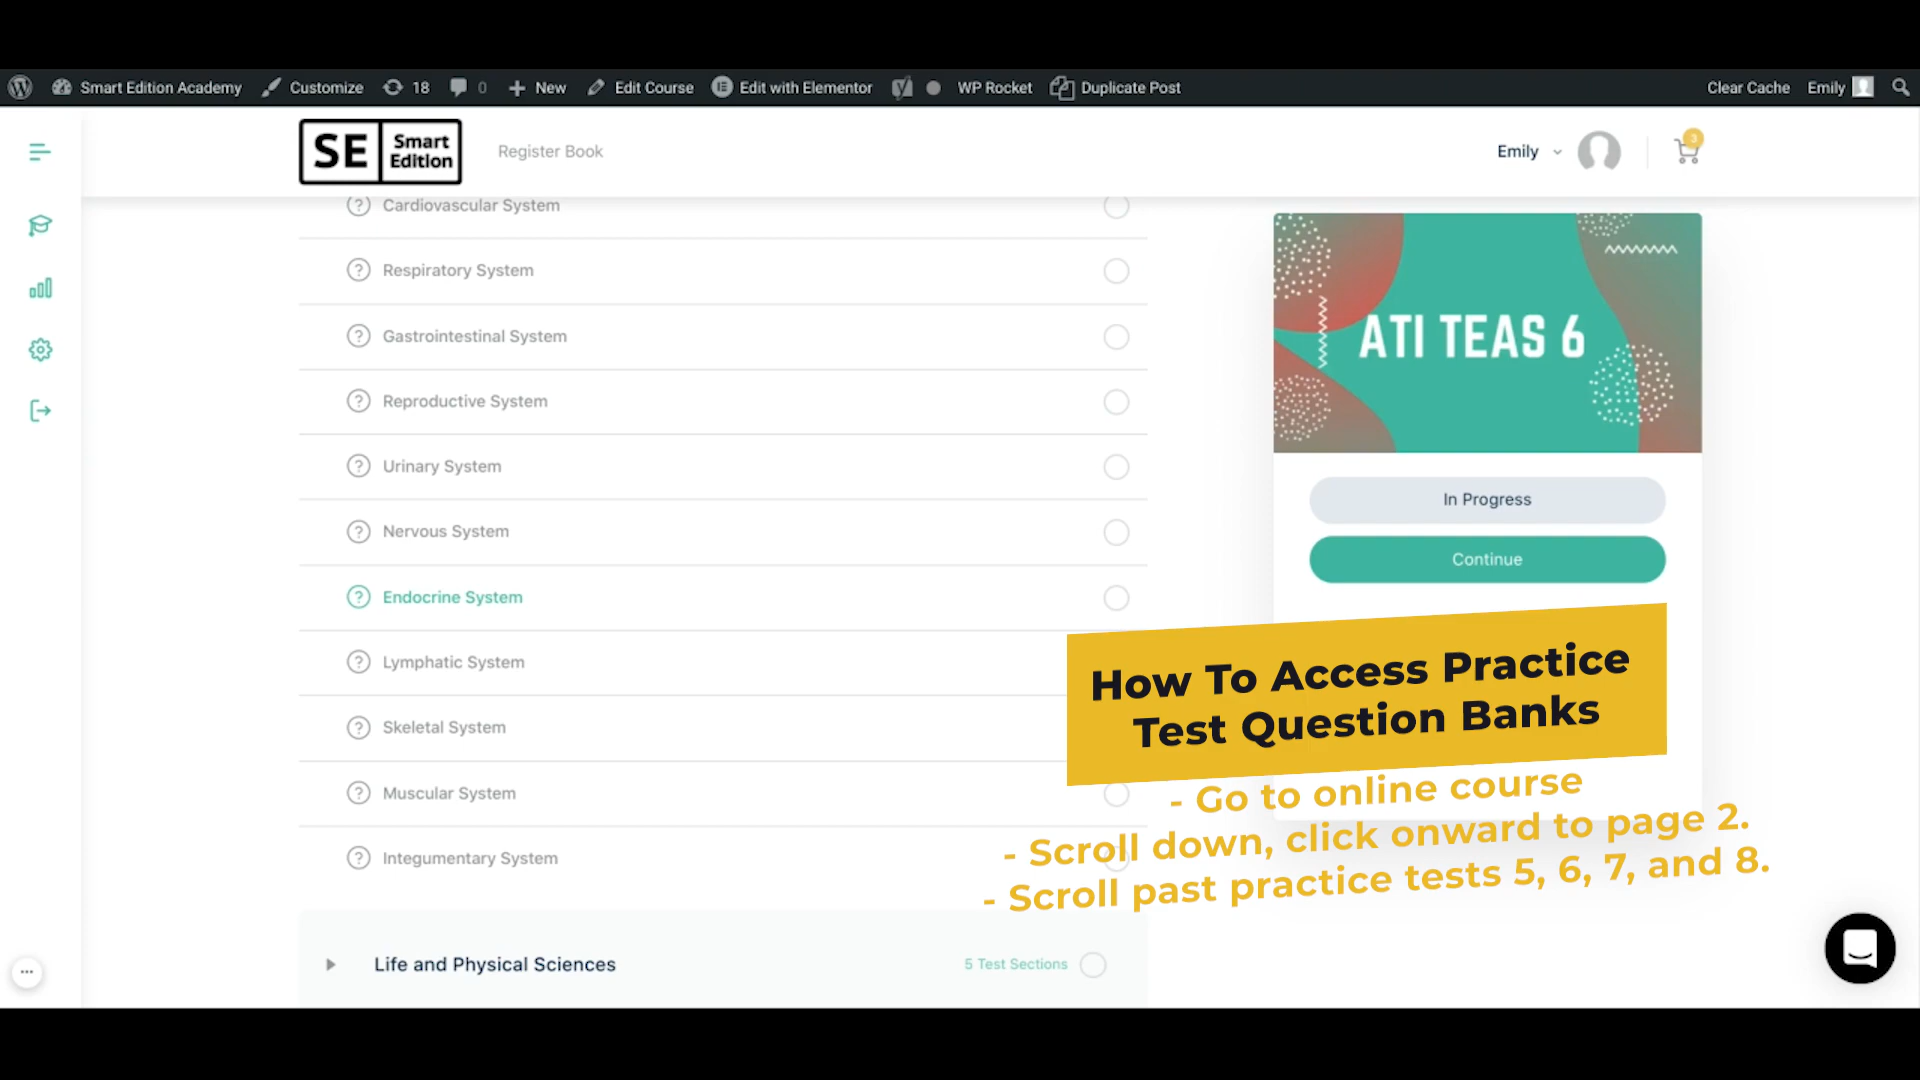 Smart Edition Academy Customize 18 0 New Edit Course Edit with Elementor WP Rocket Duplicate Post Clear Cache Emily
SE Smart Edition Register Book Emily 3
Cardiovascular System
Respiratory System
Gastrointestinal System
Reproductive System
Urinary System
Nervous System
Endocrine System
Lymphatic System
Skeletal System
Muscular System
Integumentary System
Life and Physical Sciences 5 Test Sections
ATI TEAS 6
In Progress
Continue
How To Access Practice
Test Question Banks
- Go to online course
- Scroll down, click onward to page 2.
- Scroll past practice tests 5, 6, 7, and 8.